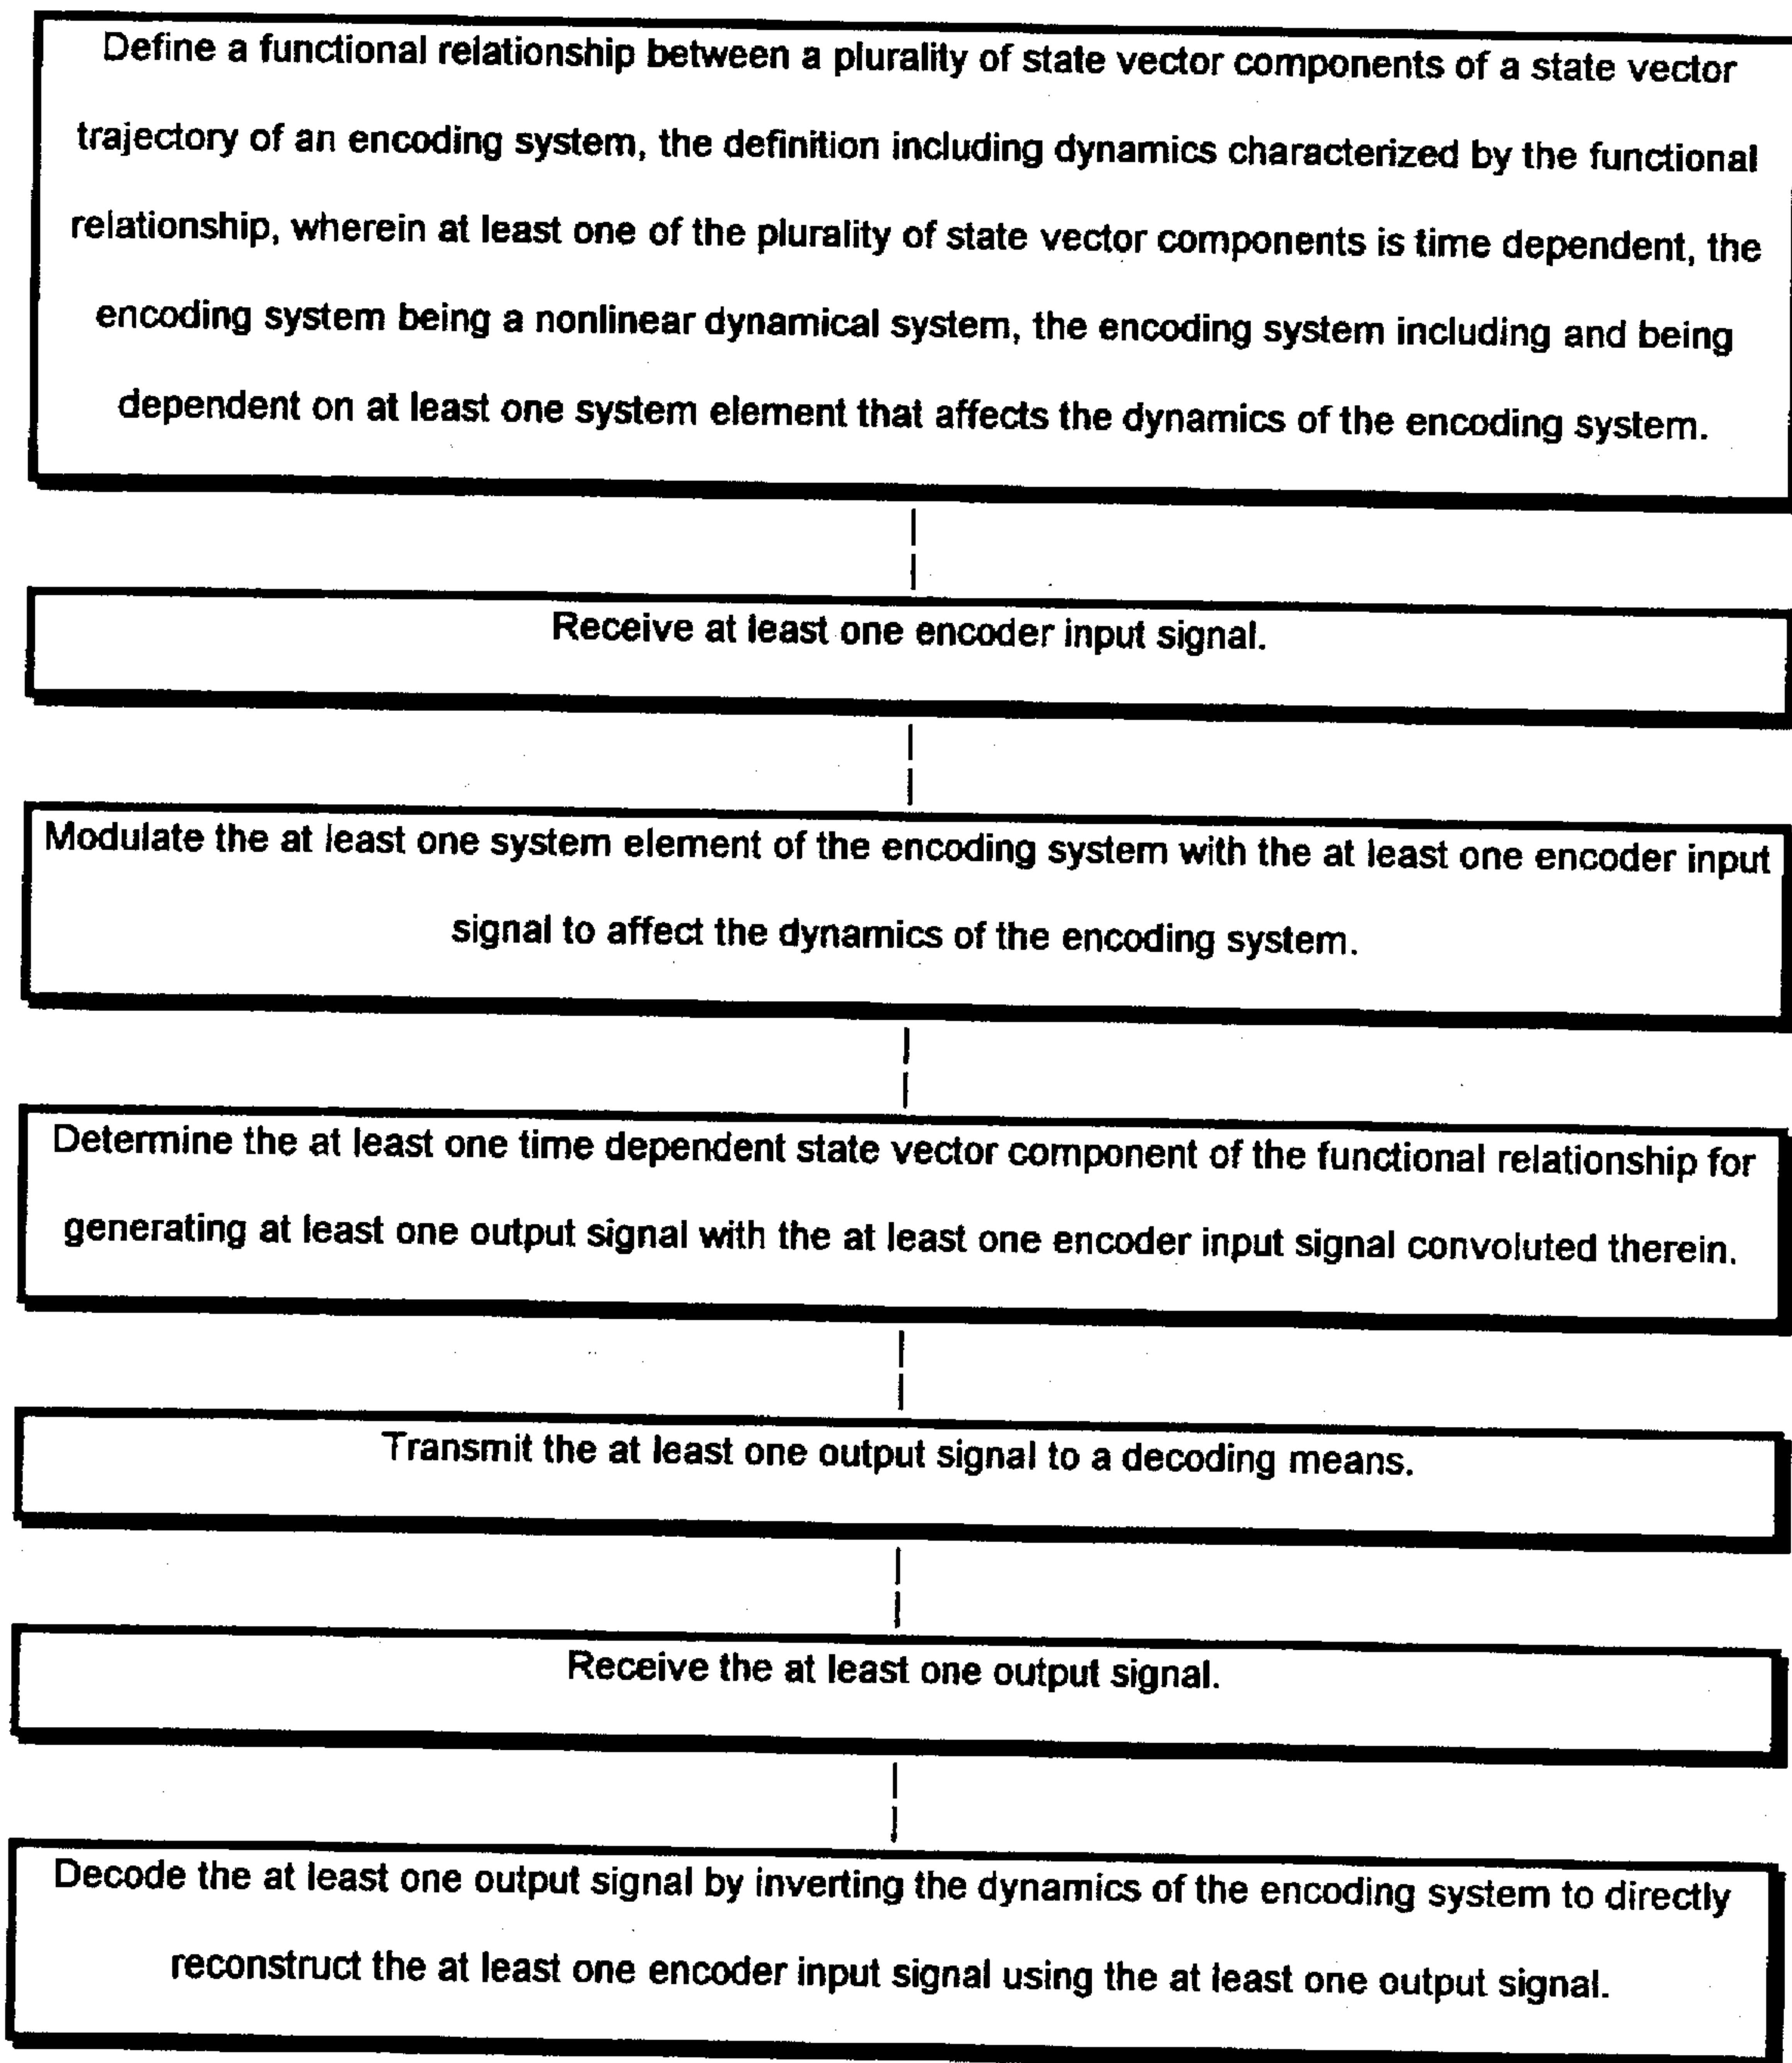 Define a functional relationship between a plurality of state vector components of a state vector
trajectory of an encoding system, the definition including dynamics characterized by the functional
relationship, wherein at least one of the plurality of state vector components is time dependent, the
encoding system being a nonlinear dynamical system, the encoding system including and being
dependent on at least one system element that affects the dynamics of the encoding system.
Receive at least one encoder input signal.
Modulate the at least one system element of the encoding system with the at least one encoder input
signal to affect the dynamics of the encoding system.
Determine the at least one time dependent state vector component of the functional relationship for
generating at least one output signal with the at least one encoder input signal convoluted therein.
Transmit the at least one output signal to a decoding means.
Receive the at least one output signal.
Decode the at least one output signal by inverting the dynamics of the encoding system to directly
reconstruct the at least one encoder input signal using the at least one output signal.